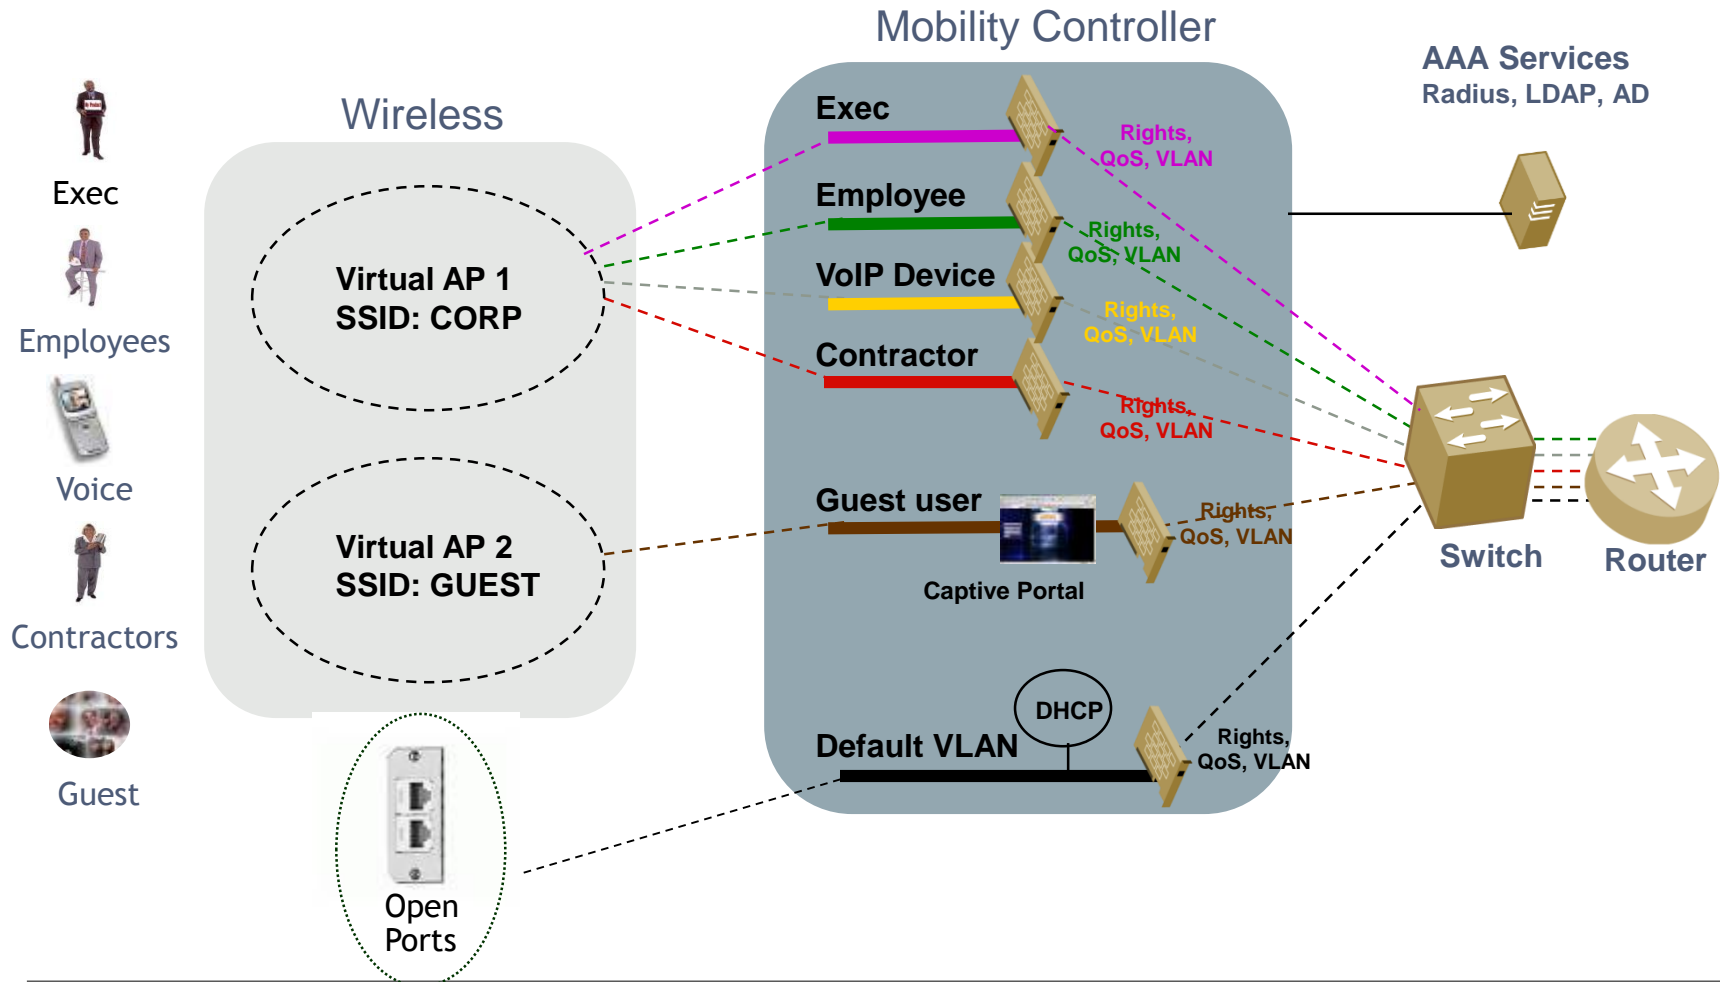 Mobility Controller
AAA Services
Radius, LDAP, AD
Wireless
Exec
Employees
Voice
Contractors
Guest
Virtual AP 1
SSID: CORP
Virtual AP 2
SSID: GUEST
Open
Ports
Exec
Rights,
QoS, VLAN
Employee
Rights,
QoS, VLAN
VoIP Device
Rights,
QoS, VLAN
Contractor
Rights,
QoS, VLAN
Guest user
Captive Portal
Rights,
QoS, VLAN
DHCP
Default VLAN
Rights,
QoS, VLAN
Switch
Router